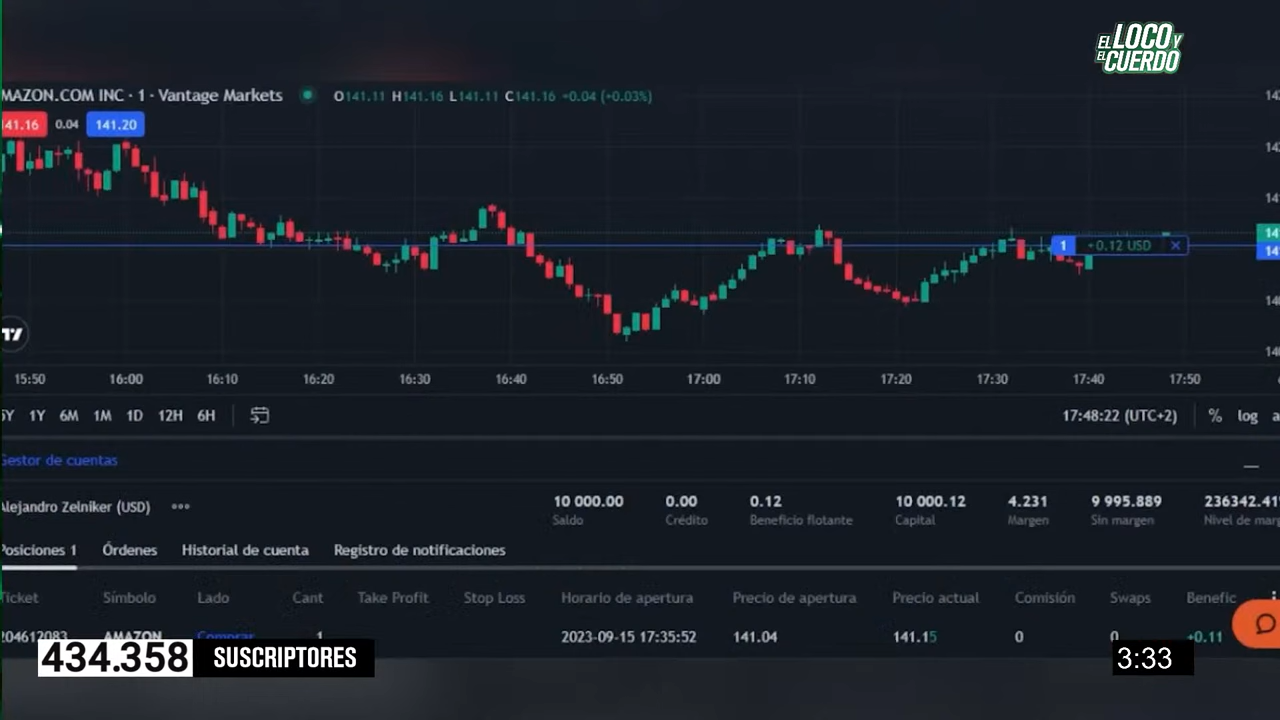 EL LOCO Y
EL CUERDO
MAZON.COM INC · 1 · Vantage Markets O141.11 H141.16 L141.11 C141.16 +0.04 (+0.03%)
141.16 0.04 141.20
1 +0.12 USD
15:50 16:00 16:10 16:20 16:30 16:40 16:50 17:00 17:10 17:20 17:30 17:40 17:50
5Y 1Y 6M 1M 1D 12H 6H 17:48:22 (UTC+2) % log a
Gestor de cuentas
Alejandro Zelniker (USD) 10 000.00 0.00 0.12 10 000.12 4.231 9 995.889 236342.41
Saldo Crédito Beneficio flotante Capital Margen Sin margen Nivel de mar
Posiciones 1 Órdenes Historial de cuenta Registro de notificaciones
Ticket Símbolo Lado Cant Take Profit Stop Loss Horario de apertura Precio de apertura Precio actual Comisión Swaps Benefic
204612083 AMAZON Comprar 1 2023-09-15 17:35:52 141.04 141.15 0 0 +0.11
434.358 SUSCRIPTORES
3:33